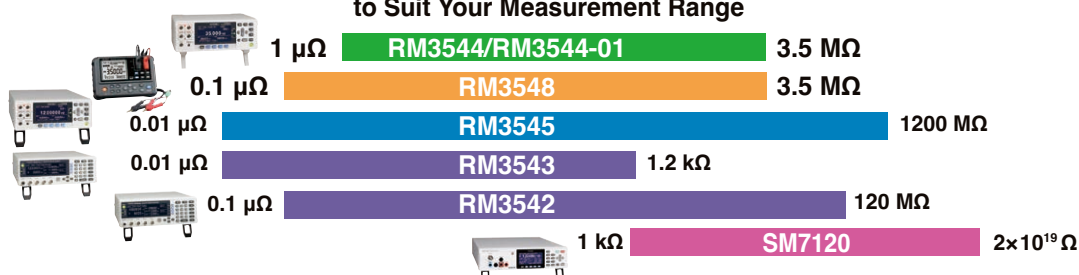 to Suit Your Measurement Range
1 µΩ RM3544/RM3544-01 3.5 MΩ
0.1 µΩ RM3548 3.5 MΩ
0.01 µΩ RM3545 1200 MΩ
0.01 µΩ RM3543 1.2 kΩ
0.1 µΩ RM3542 120 MΩ
1 kΩ SM7120 2×10¹⁹ Ω